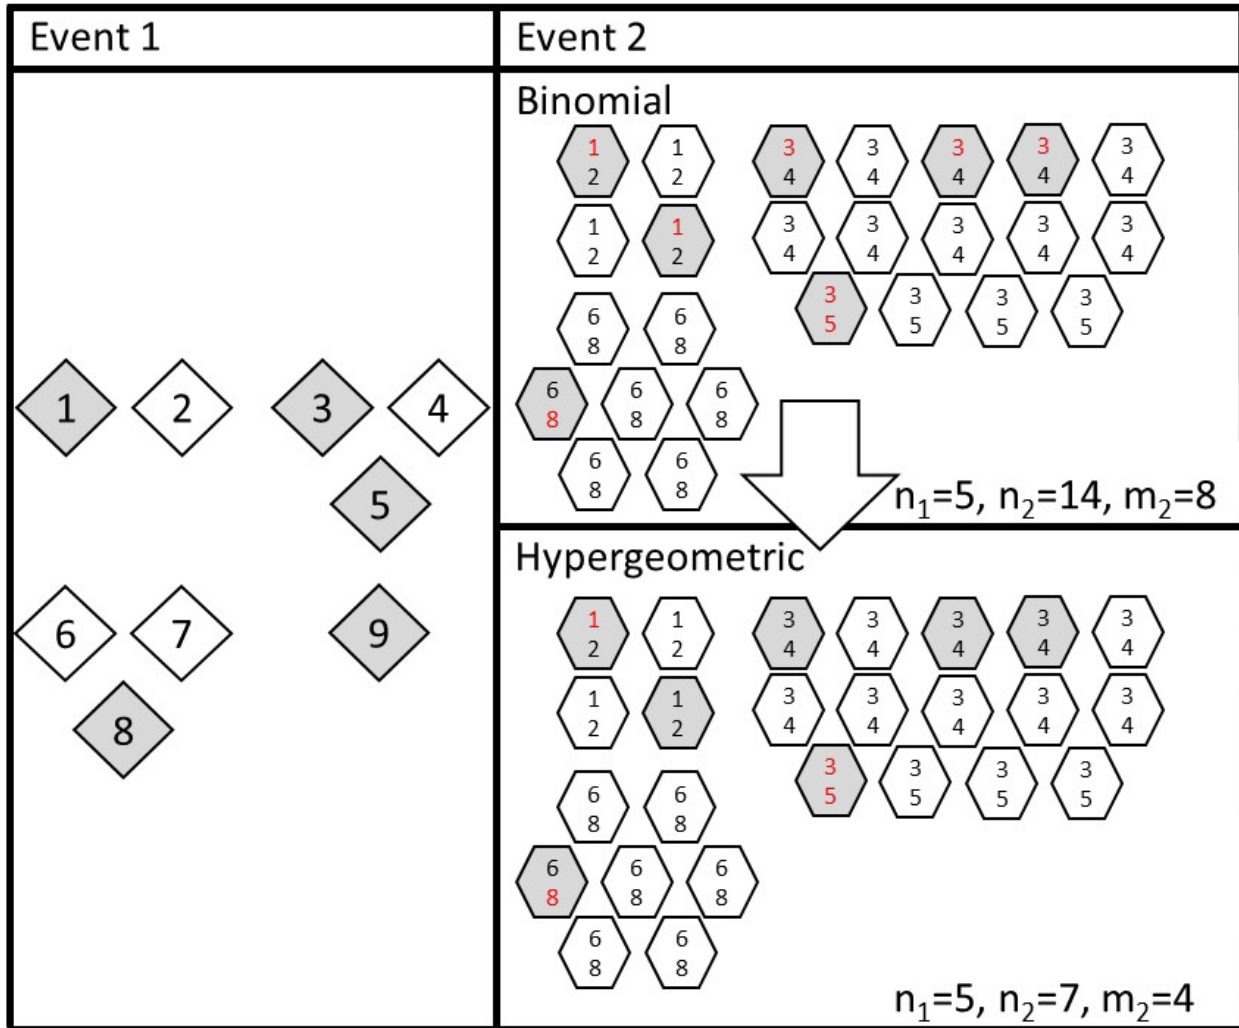 Event 1
Event 2
1 2 3 4
5
6 7 9
8
Binomial
1 1 3 3 3 3 3
2 2 4 4 4 4 4
1 1 3 3 3 3 3
2 2 4 4 4 4 4
3 3 3 3
5 5 5 5
6 6
8 8
6 6 6
8 8 8
6 6
8 8
n₁=5, n₂=14, m₂=8
Hypergeometric
1 1 3 3 3 3 3
2 2 4 4 4 4 4
1 1 3 3 3 3 3
2 2 4 4 4 4 4
3 3 3 3
5 5 5 5
6 6
8 8
6 6 6
8 8 8
6 6
8 8
n₁=5, n₂=7, m₂=4